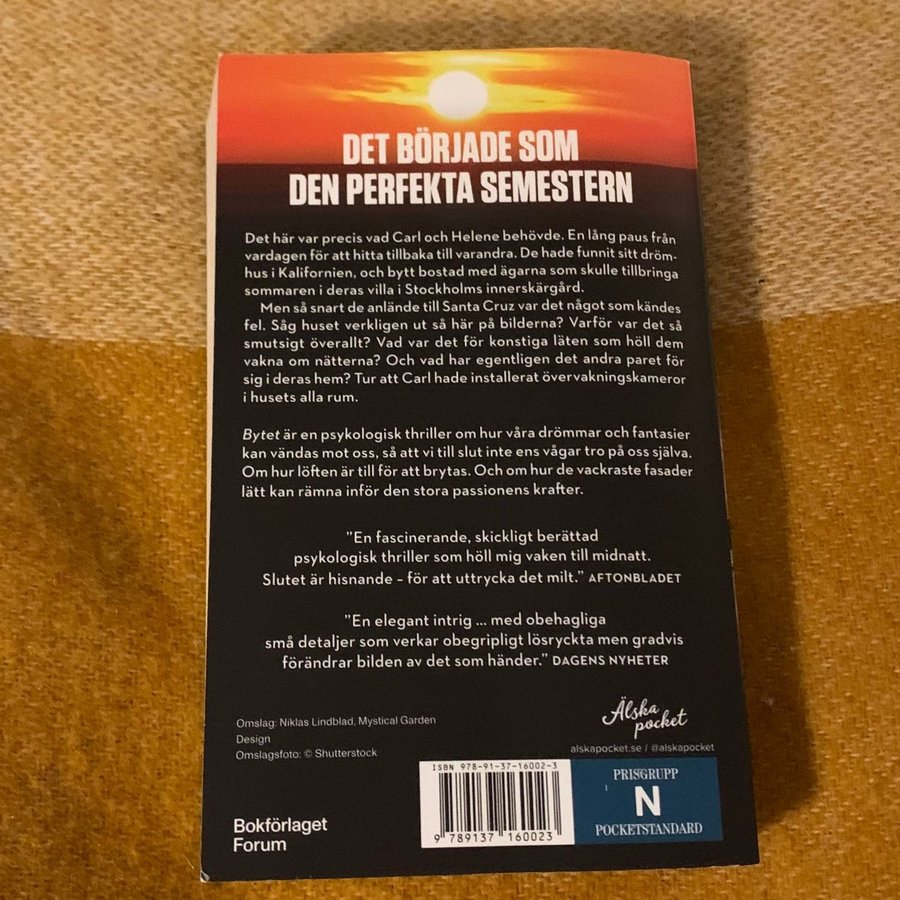 DET BÖRJADE SOM
DEN PERFEKTA SEMESTERN
Det här var precis vad Carl och Helene behövde. En lång paus från
vardagen för att hitta tillbaka till varandra. De hade funnit sitt dröm-
hus i Kalifornien, och bytt bostad med ägarna som skulle tillbringa
sommaren i deras villa i Stockholms innerskärgård.
Men så snart de anlände till Santa Cruz var det något som kändes
fel. Såg huset verkligen ut så här på bilderna? Varför var det så
smutsigt överallt? Vad var det för konstiga läten som höll dem
vakna om nätterna? Och vad har egentligen det andra paret för
sig i deras hem? Tur att Carl hade installerat övervakningskameror
i husets alla rum.
Bytet är en psykologisk thriller om hur våra drömmar och fantasier
kan vändas mot oss, så att vi till slut inte ens vågar tro på oss själva.
Om hur löften är till för att brytas. Och om hur de vackraste fasader
lätt kan rämna inför den stora passionens krafter.
”En fascinerande, skickligt berättad
psykologisk thriller som höll mig vaken till midnatt.
Slutet är hisnande – för att uttrycka det milt.” AFTONBLADET
”En elegant intrig ... med obehagliga
små detaljer som verkar obegripligt lösryckta men gradvis
förändrar bilden av det som händer.” DAGENS NYHETER
Omslag: Niklas Lindblad, Mystical Garden
Design
Omslagsfoto: © Shutterstock
Älska
pocket
alskapocket.se / @alskapocket
Bokförlaget
Forum
ISBN 978-91-37-16002-3
9 789137 160023
PRISGRUPP
N
POCKETSTANDARD